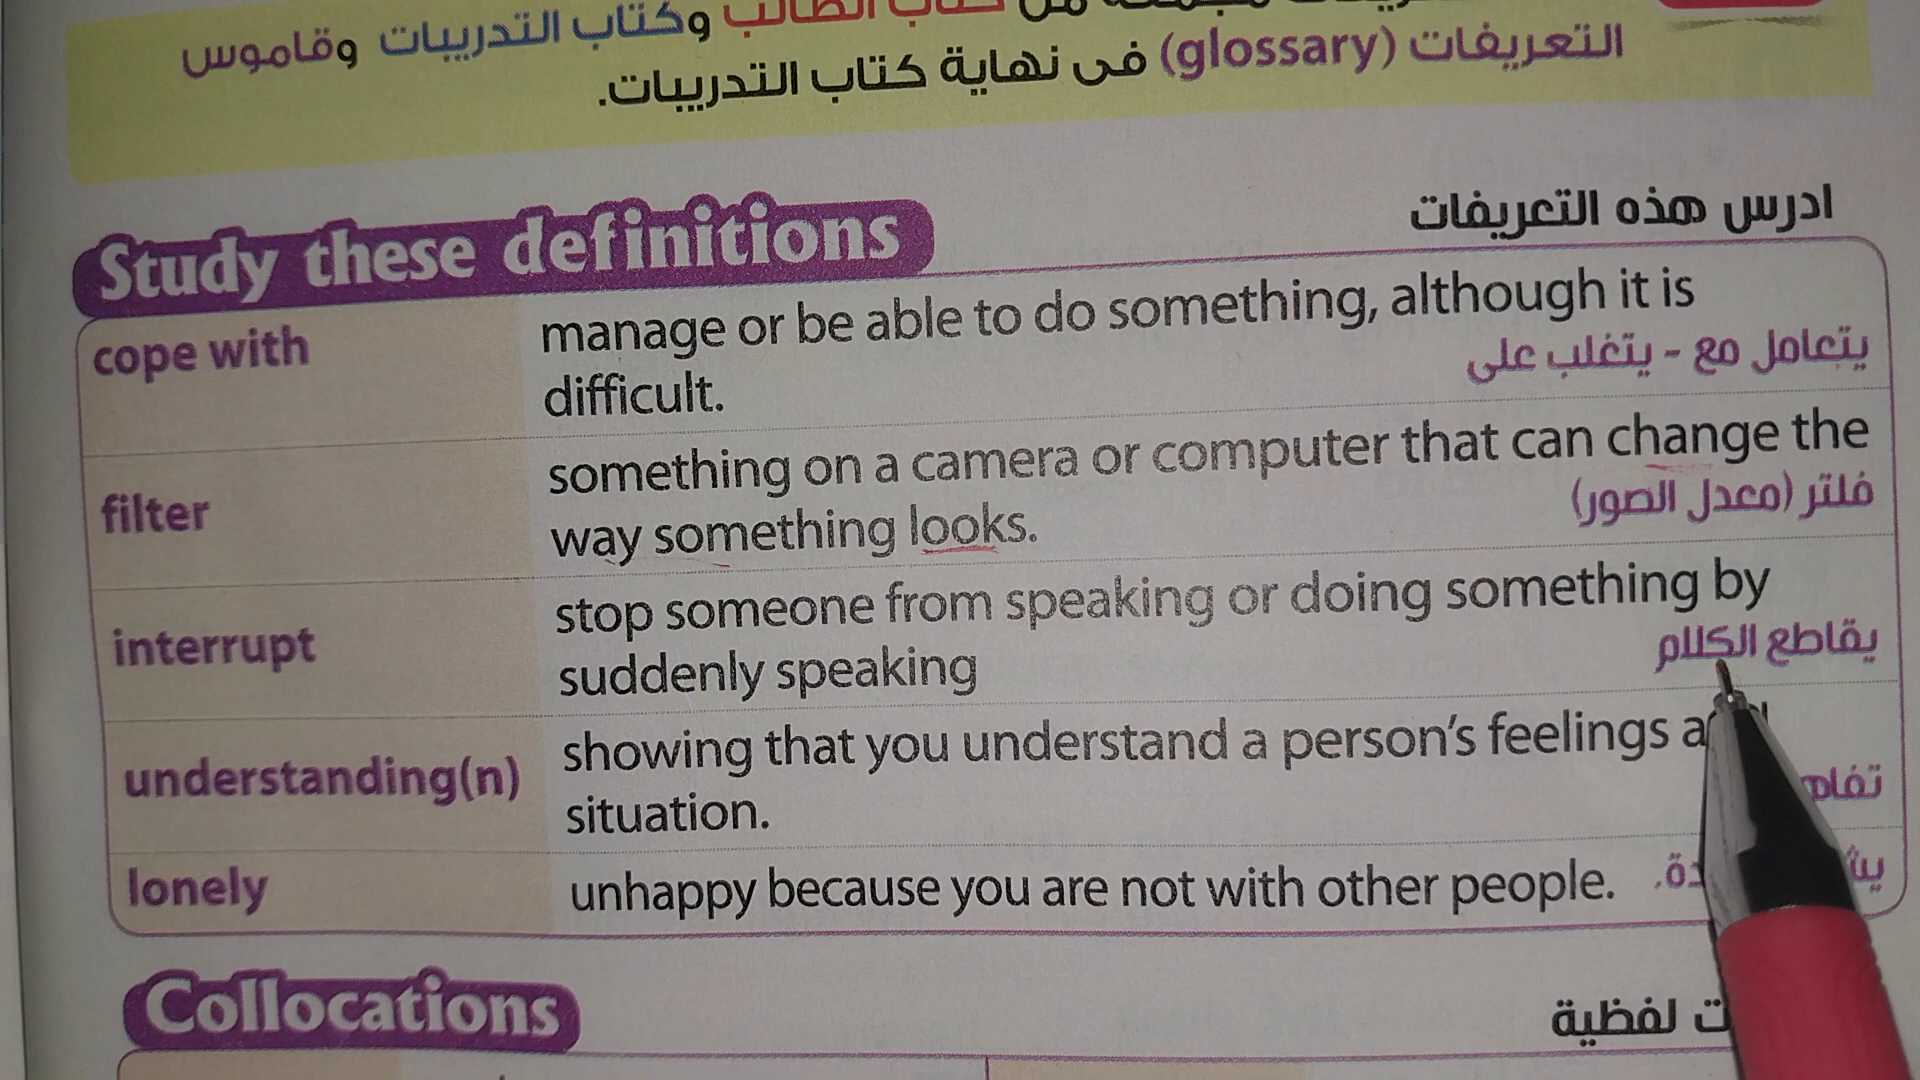 من كتاب الطالب وكتاب التدريبات وقاموس
التعريفات (glossary) فى نهاية كتاب التدريبات.
Study these definitions
ادرس هذه التعريفات
cope with
manage or be able to do something, although it is
difficult.
يتعامل مع - يتغلب على
filter
something on a camera or computer that can change the
way something looks.
فلتر (معدل الصور)
interrupt
stop someone from speaking or doing something by
suddenly speaking
يقاطع الكلام
understanding(n)
showing that you understand a person's feelings
situation.
lonely
unhappy because you are not with other people.
Collocations
لفظية